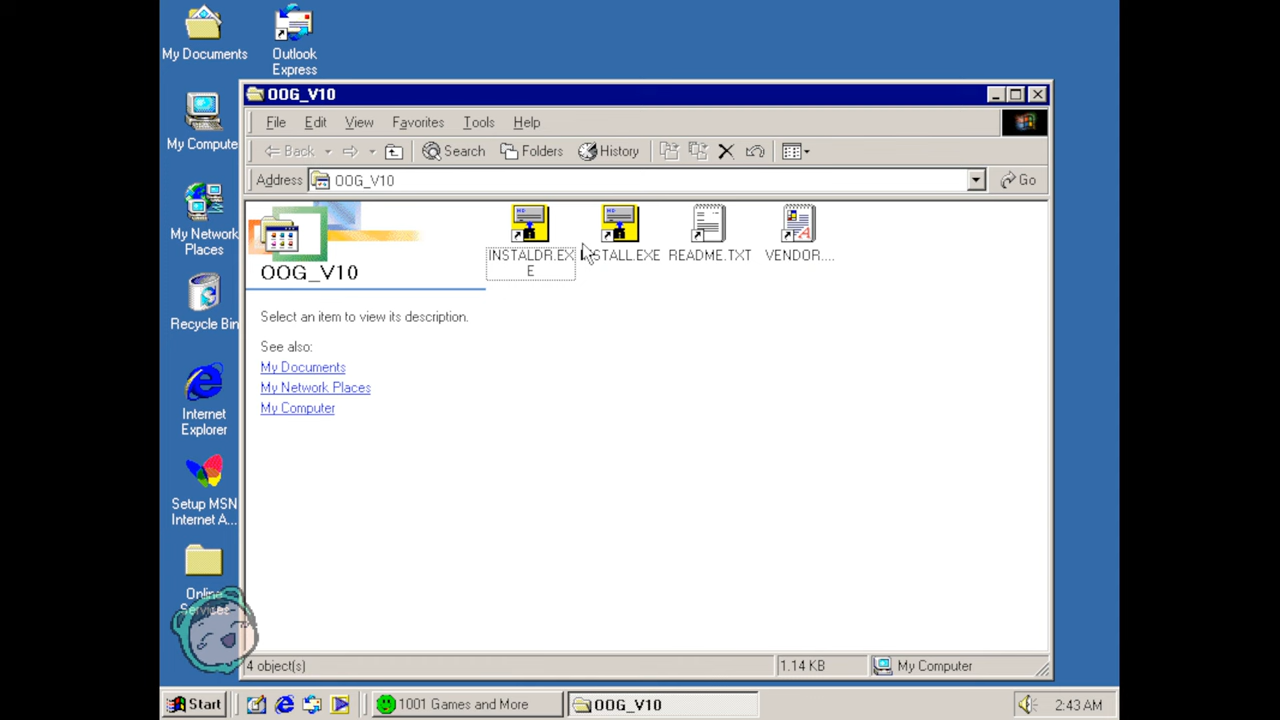 My Documents
Outlook
Express
OOG_V10
File Edit View Favorites Tools Help
Back Search Folders History
Address OOG_V10 Go
My Compute
My Network
Places
INSTALDR.EX
E
README.TXT
VENDOR....
OOG_V10
Recycle Bin
Select an item to view its description.
See also:
My Documents
My Network Places
My Computer
Internet
Explorer
Setup MSN
Internet A...
Online
Services
4 object(s) 1.14 KB My Computer
Start 1001 Games and More OOG_V10 2:43 AM